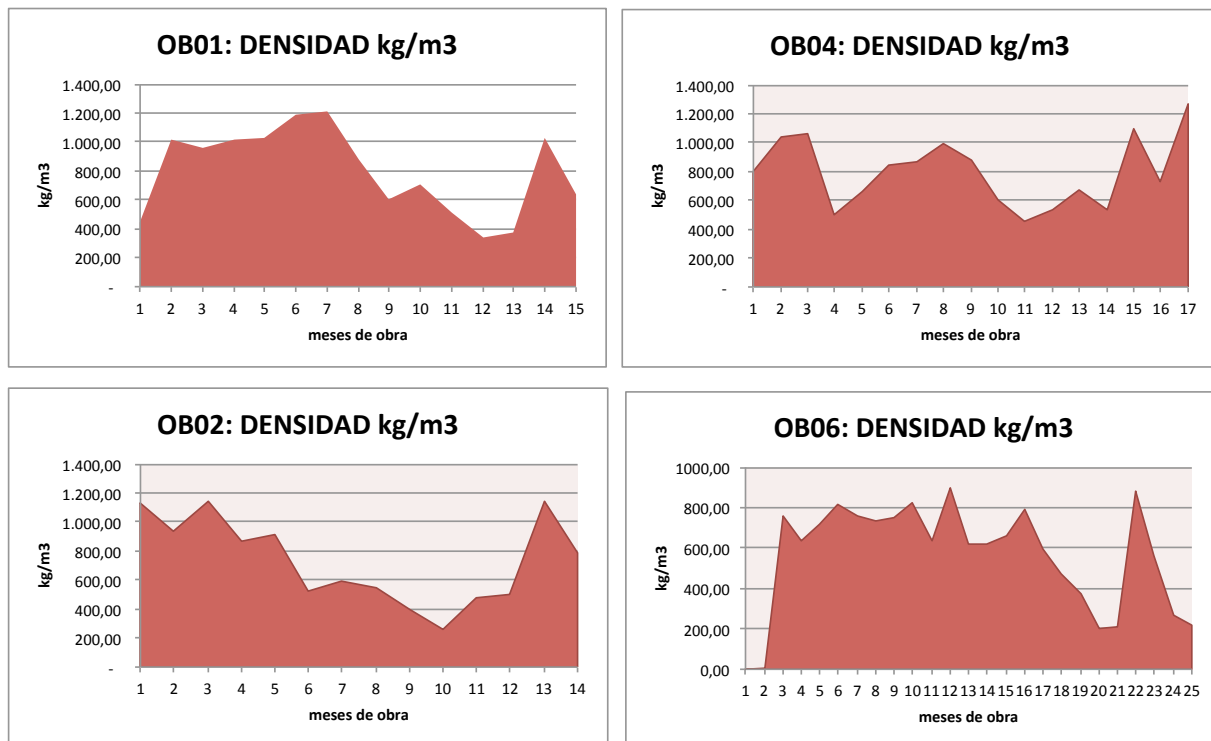 OB01: DENSIDAD kg/m3
1.400,00
1.200,00
1.000,00
800,00
600,00
400,00
200,00
-
kg/m3
1 2 3 4 5 6 7 8 9 10 11 12 13 14 15
meses de obra
OB04: DENSIDAD kg/m3
1.400,00
1.200,00
1.000,00
800,00
600,00
400,00
200,00
-
kg/m3
1 2 3 4 5 6 7 8 9 10 11 12 13 14 15 16 17
meses de obra
OB02: DENSIDAD kg/m3
1.400,00
1.200,00
1.000,00
800,00
600,00
400,00
200,00
-
kg/m3
1 2 3 4 5 6 7 8 9 10 11 12 13 14
meses de obra
OB06: DENSIDAD kg/m3
1000,00
800,00
600,00
400,00
200,00
0,00
kg/m3
1 2 3 4 5 6 7 8 9 10 11 12 13 14 15 16 17 18 19 20 21 22 23 24 25
meses de obra